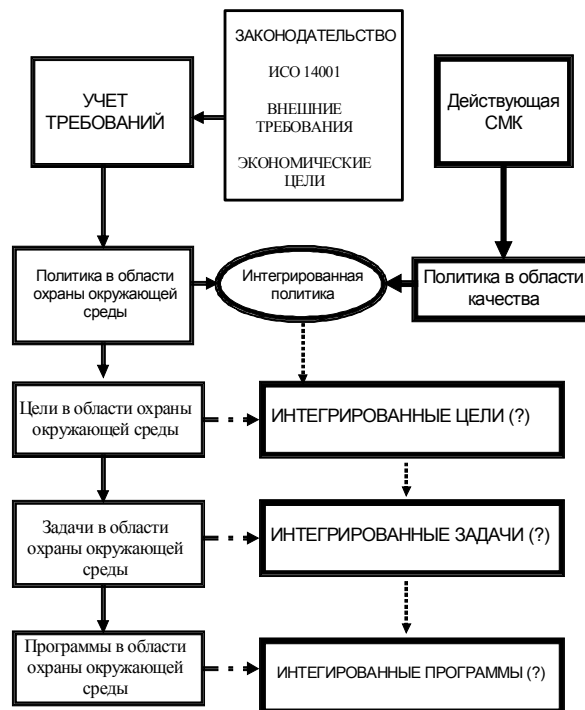 ЗАКОНОДАТЕЛЬСТВО
ИСО 14001
ВНЕШНИЕ
ТРЕБОВАНИЯ
ЭКОНОМИЧЕСКИЕ
ЦЕЛИ
УЧЕТ
ТРЕБОВАНИЙ
Действующая
СМК
Политика в области
охраны окружающей
среды
Интегрированная
политика
Политика в области
качества
Цели в области охраны
окружающей среды
ИНТЕГРИРОВАННЫЕ ЦЕЛИ (?)
Задачи в области
охраны окружающей
среды
ИНТЕГРИРОВАННЫЕ ЗАДАЧИ (?)
Программы в области
охраны окружающей
среды
ИНТЕГИРОВАННЫЕ ПРОГРАММЫ (?)